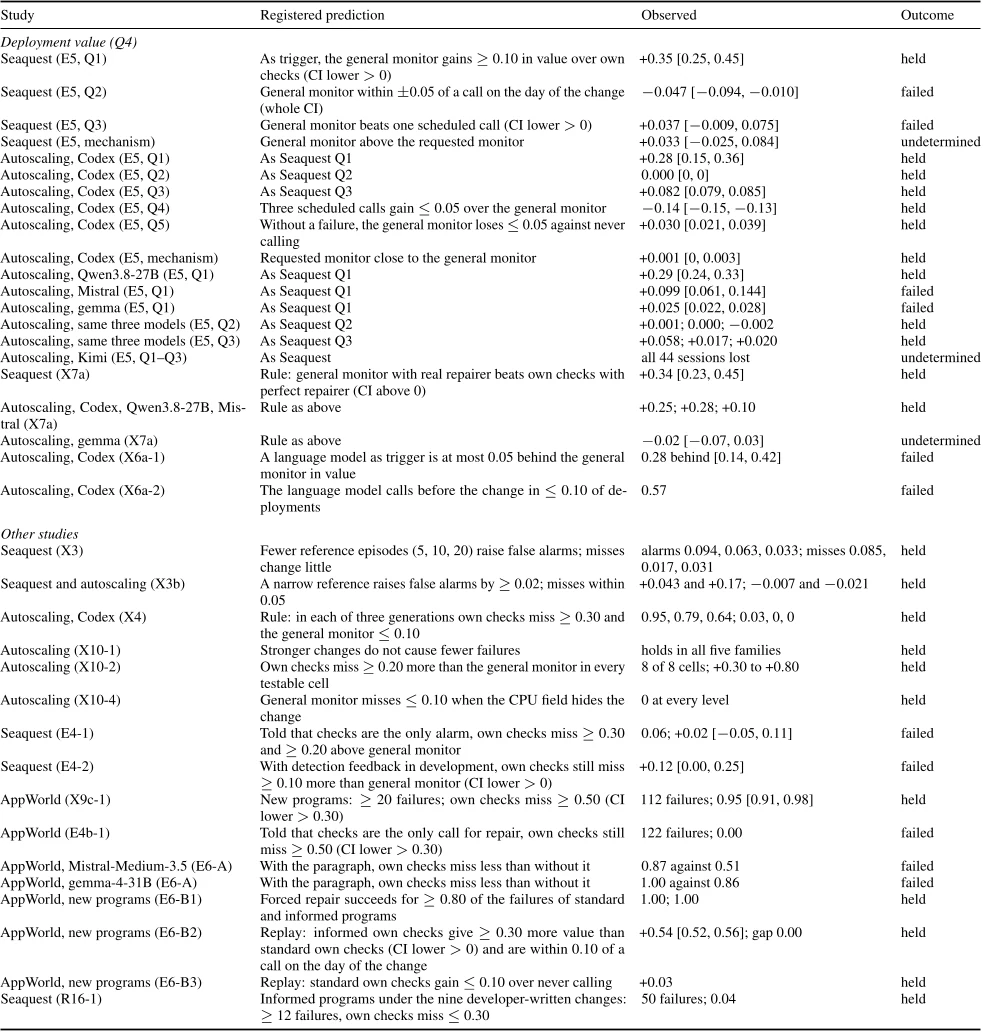 Study Registered prediction Observed Outcome
Deployment value (Q4)
Seaquest (E5, Q1) As trigger, the general monitor gains ≥ 0.10 in value over own +0.35 [0.25, 0.45] held
checks (CI lower > 0)
Seaquest (E5, Q2) General monitor within ±0.05 of a call on the day of the change −0.047 [−0.094, −0.010] failed
(whole CI)
Seaquest (E5, Q3) General monitor beats one scheduled call (CI lower > 0) +0.037 [−0.009, 0.075] failed
Seaquest (E5, mechanism) General monitor above the requested monitor +0.033 [−0.025, 0.084] undetermined
Autoscaling, Codex (E5, Q1) As Seaquest Q1 +0.28 [0.15, 0.36] held
Autoscaling, Codex (E5, Q2) As Seaquest Q2 0.000 [0, 0] held
Autoscaling, Codex (E5, Q3) As Seaquest Q3 +0.082 [0.079, 0.085] held
Autoscaling, Codex (E5, Q4) Three scheduled calls gain ≤ 0.05 over the general monitor −0.14 [−0.15, −0.13] held
Autoscaling, Codex (E5, Q5) Without a failure, the general monitor loses ≤ 0.05 against never +0.030 [0.021, 0.039] held
calling
Autoscaling, Codex (E5, mechanism) Requested monitor close to the general monitor +0.001 [0, 0.003] held
Autoscaling, Qwen3.8-27B (E5, Q1) As Seaquest Q1 +0.29 [0.24, 0.33] held
Autoscaling, Mistral (E5, Q1) As Seaquest Q1 +0.099 [0.061, 0.144] failed
Autoscaling, gemma (E5, Q1) As Seaquest Q1 +0.025 [0.022, 0.028] failed
Autoscaling, same three models (E5, Q2) As Seaquest Q2 +0.001; 0.000; −0.002 held
Autoscaling, same three models (E5, Q3) As Seaquest Q3 +0.058; +0.017; +0.020 held
Autoscaling, Kimi (E5, Q1–Q3) As Seaquest all 44 sessions lost undetermined
Seaquest (X7a) Rule: general monitor with real repairer beats own checks with +0.34 [0.23, 0.45] held
perfect repairer (CI above 0)
Autoscaling, Codex, Qwen3.8-27B, Mis- Rule as above +0.25; +0.28; +0.10 held
tral (X7a)
Autoscaling, gemma (X7a) Rule as above −0.02 [−0.07, 0.03] undetermined
Autoscaling, Codex (X6a-1) A language model as trigger is at most 0.05 behind the general 0.28 behind [0.14, 0.42] failed
monitor in value
Autoscaling, Codex (X6a-2) The language model calls before the change in ≤ 0.10 of de- 0.57 failed
ployments
Other studies
Seaquest (X3) Fewer reference episodes (5, 10, 20) raise false alarms; misses alarms 0.094, 0.063, 0.033; misses 0.085, held
change little 0.017, 0.031
Seaquest and autoscaling (X3b) A narrow reference raises false alarms by ≥ 0.02; misses within +0.043 and +0.17; −0.007 and −0.021 held
0.05
Autoscaling, Codex (X4) Rule: in each of three generations own checks miss ≥ 0.30 and 0.95, 0.79, 0.64; 0.03, 0, 0 held
the general monitor ≤ 0.10
Autoscaling (X10-1) Stronger changes do not cause fewer failures holds in all five families held
Autoscaling (X10-2) Own checks miss ≥ 0.20 more than the general monitor in every 8 of 8 cells; +0.30 to +0.80 held
testable cell
Autoscaling (X10-4) General monitor misses ≤ 0.10 when the CPU field hides the 0 at every level held
change
Seaquest (E4-1) Told that checks are the only alarm, own checks miss ≥ 0.30 0.06; +0.02 [−0.05, 0.11] failed
and ≥ 0.20 above general monitor
Seaquest (E4-2) With detection feedback in development, own checks still miss +0.12 [0.00, 0.25] failed
≥ 0.10 more than general monitor (CI lower > 0)
AppWorld (X9c-1) New programs: ≥ 20 failures; own checks miss ≥ 0.50 (CI 112 failures; 0.95 [0.91, 0.98] held
lower > 0.30)
AppWorld (E4b-1) Told that checks are the only call for repair, own checks still 122 failures; 0.00 failed
miss ≥ 0.50 (CI lower > 0.30)
AppWorld, Mistral-Medium-3.5 (E6-A) With the paragraph, own checks miss less than without it 0.87 against 0.51 failed
AppWorld, gemma-4-31B (E6-A) With the paragraph, own checks miss less than without it 1.00 against 0.86 failed
AppWorld, new programs (E6-B1) Forced repair succeeds for ≥ 0.80 of the failures of standard 1.00; 1.00 held
and informed programs
AppWorld, new programs (E6-B2) Replay: informed own checks give ≥ 0.30 more value than +0.54 [0.52, 0.56]; gap 0.00 held
standard own checks (CI lower > 0) and are within 0.10 of a
call on the day of the change
AppWorld, new programs (E6-B3) Replay: standard own checks gain ≤ 0.10 over never calling +0.03 held
Seaquest (R16-1) Informed programs under the nine developer-written changes: 50 failures; 0.04 held
≥ 12 failures, own checks miss ≤ 0.30